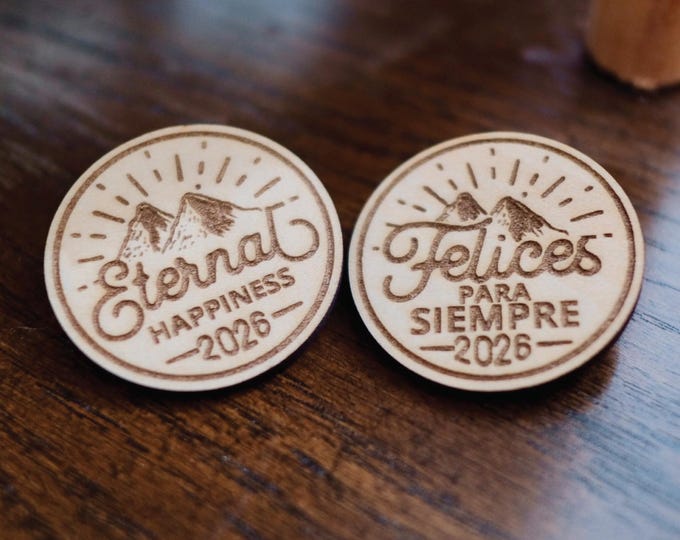 Eternal
HAPPINESS
2026
Felices
PARA
SIEMPRE
2026